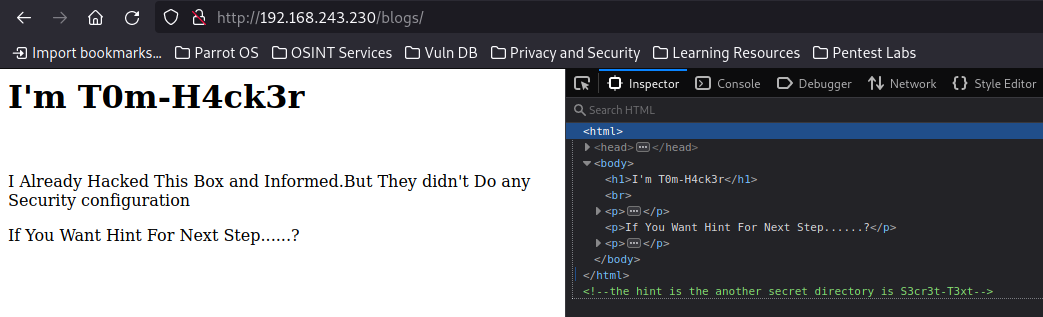 http://192.168.243.230/blogs/
Import bookmarks... Parrot OS OSINT Services Vuln DB Privacy and Security Learning Resources Pentest Labs
I'm T0m-H4ck3r
I Already Hacked This Box and Informed.But They didn't Do any
Security configuration
If You Want Hint For Next Step......?
Inspector Console Debugger Network {} Style Editor
Search HTML
<html>
<head>...</head>
<body>
<h1>I'm T0m-H4ck3r</h1>
<br>
<p>...</p>
<p>If You Want Hint For Next Step......?</p>
<p>...</p>
</body>
</html>
<!--the hint is the another secret directory is S3cr3t-T3xt-->